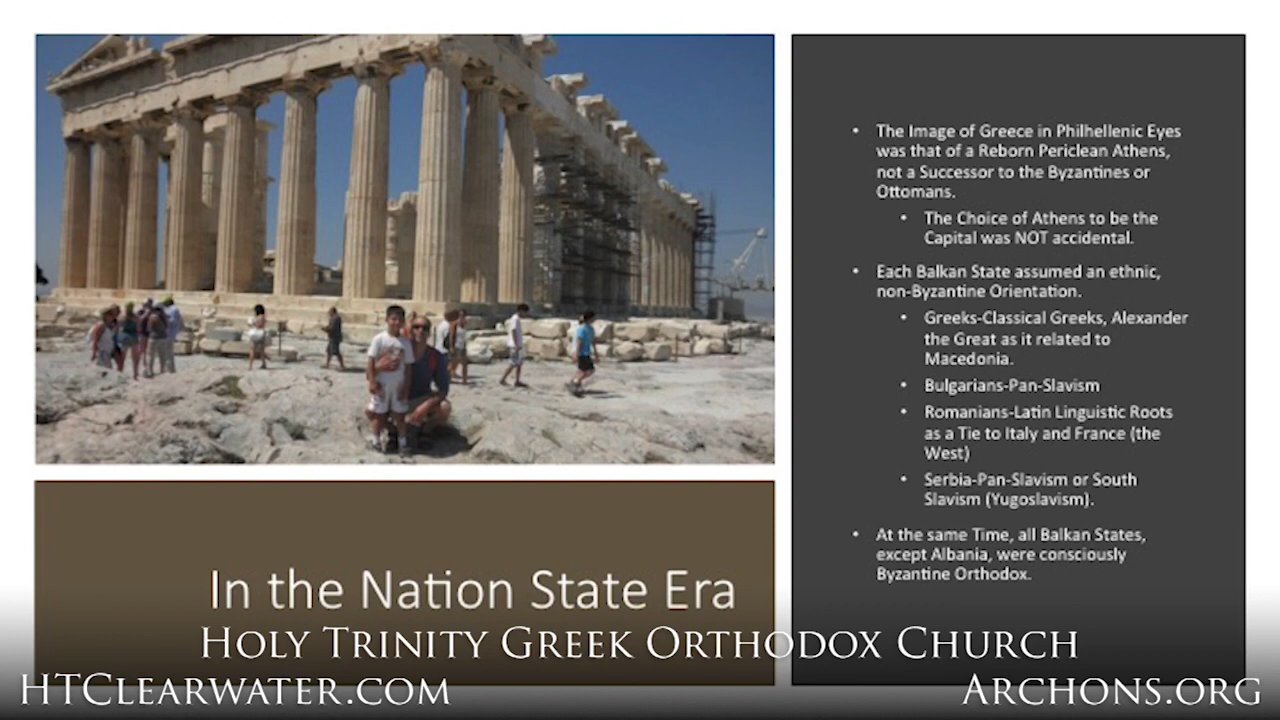 • The Image of Greece in Philhellenic Eyes
was that of a Reborn Periclean Athens,
not a Successor to the Byzantines or
Ottomans.
• The Choice of Athens to be the
Capital was NOT accidental.
• Each Balkan State assumed an ethnic,
non-Byzantine Orientation.
• Greeks-Classical Greeks, Alexander
the Great as it related to
Macedonia.
• Bulgarians-Pan-Slavism
• Romanians-Latin Linguistic Roots
as a Tie to Italy and France (the
West)
• Serbia-Pan-Slavism or South
Slavism (Yugoslavism).
• At the same Time, all Balkan States,
except Albania, were consciously
Byzantine Orthodox.
In the Nation State Era
Holy Trinity Greek Orthodox Church
HTClearwater.com
Archons.org